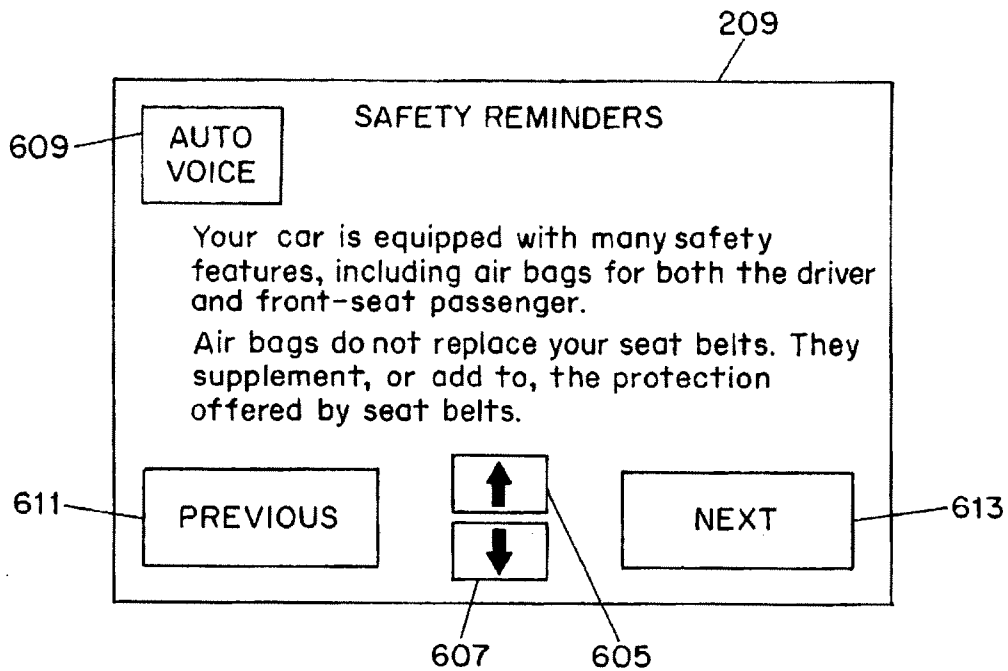 209
SAFETY REMINDERS
609
AUTO
VOICE
Your car is equipped with many safety
features, including air bags for both the driver
and front-seat passenger.
Air bags do not replace your seat belts. They
supplement, or add to, the protection
offered by seat belts.
611
PREVIOUS
NEXT
613
607
605